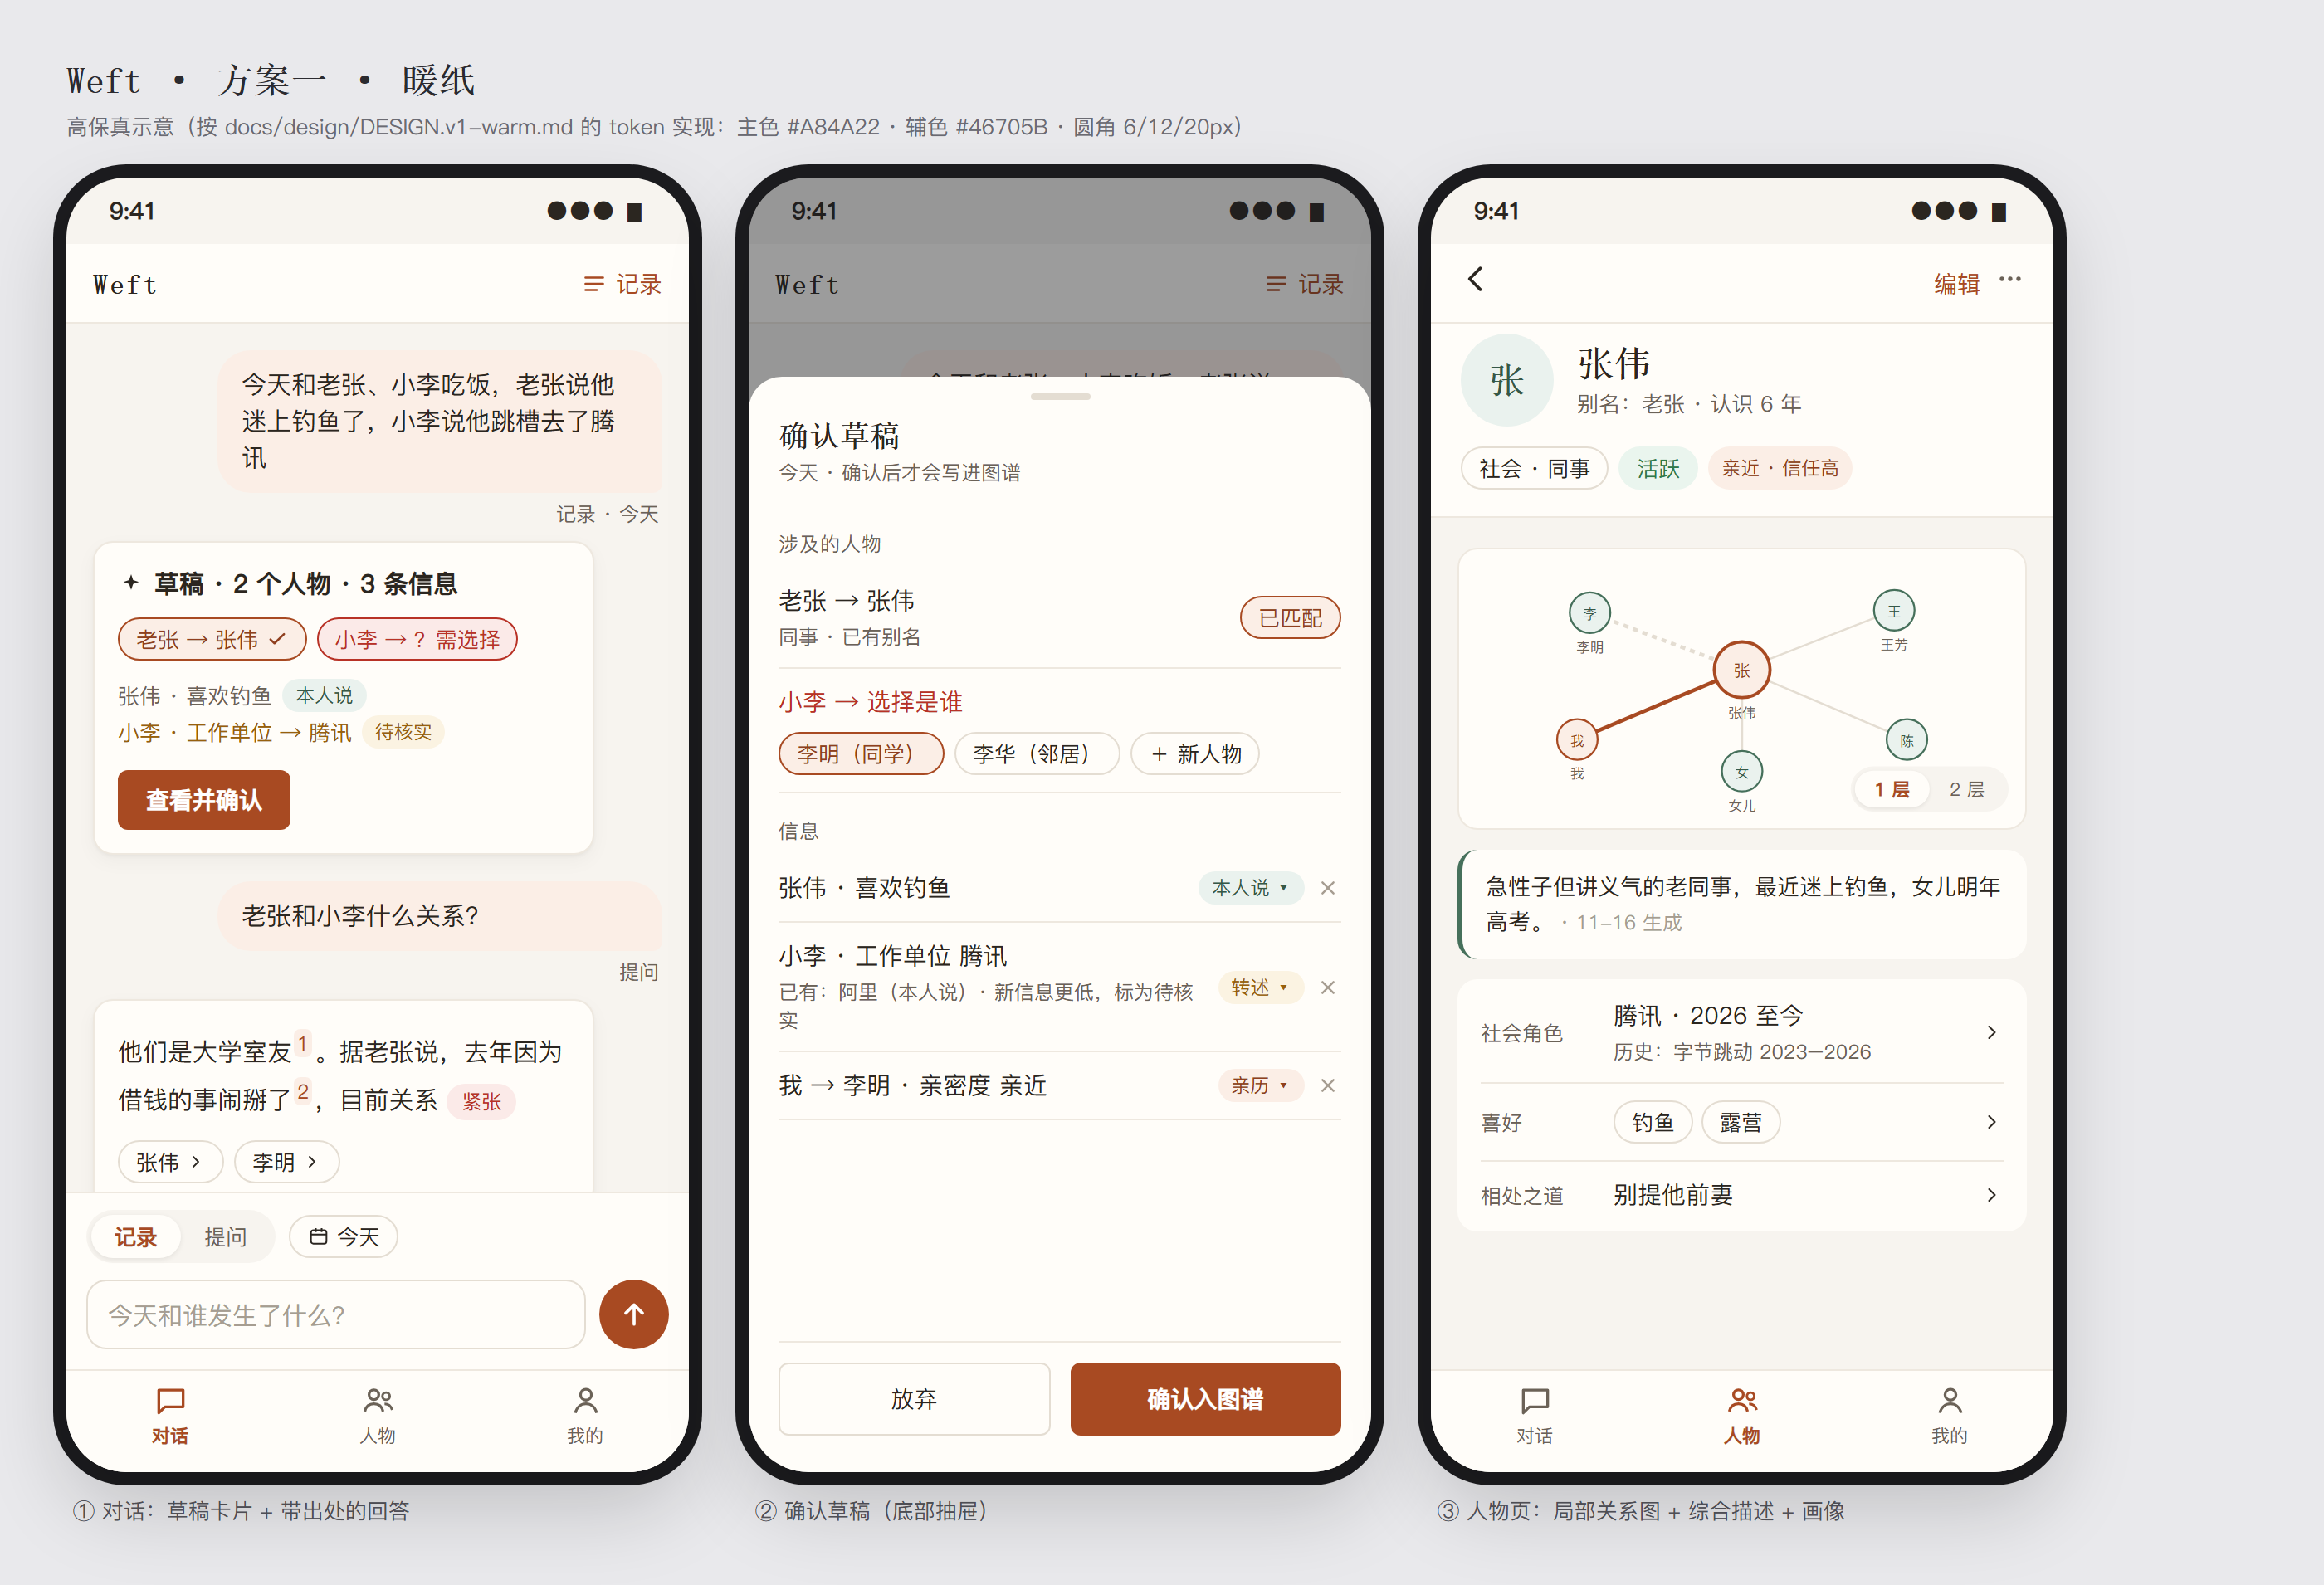 Weft • 方案一 • 暖纸
高保真示意（按 docs/design/DESIGN.v1-warm.md 的 token 实现：主色 #A84A22 · 辅色 #46705B · 圆角 6/12/20px）
9:41
Weft
记录
今天和老张、小李吃饭，老张说他
迷上钓鱼了，小李说他跳槽去了腾
讯
记录 · 今天
草稿 · 2 个人物 · 3 条信息
老张 → 张伟 ✓
小李 → ? 需选择
张伟 · 喜欢钓鱼 本人说
小李 · 工作单位 → 腾讯 待核实
查看并确认
老张和小李什么关系?
提问
他们是大学室友1。据老张说，去年因为
借钱的事闹掰了2，目前关系 紧张
张伟 ›
李明 ›
记录
提问
今天
今天和谁发生了什么?
对话
人物
我的
① 对话：草稿卡片 + 带出处的回答
9:41
Weft
记录
确认草稿
今天 · 确认后才会写进图谱
涉及的人物
老张 → 张伟
同事 · 已有别名
已匹配
小李 → 选择是谁
李明（同学）
李华（邻居）
+ 新人物
信息
张伟 · 喜欢钓鱼
本人说 ▾ ×
小李 · 工作单位 腾讯
已有：阿里（本人说）· 新信息更低，标为待核
实
转述 ▾ ×
我 → 李明 · 亲密度 亲近
亲历 ▾ ×
放弃
确认入图谱
② 确认草稿（底部抽屉）
9:41
编辑 ···
张
张伟
别名：老张 · 认识 6 年
社会 · 同事
活跃
亲近 · 信任高
李
李明
王
王芳
张
张伟
我
我
女
女儿
陈
1 层
2 层
急性子但讲义气的老同事，最近迷上钓鱼，女儿明年
高考。 · 11-16 生成
社会角色
腾讯 · 2026 至今
历史：字节跳动 2023—2026
喜好
钓鱼
露营
相处之道
别提他前妻
对话
人物
我的
③ 人物页：局部关系图 + 综合描述 + 画像